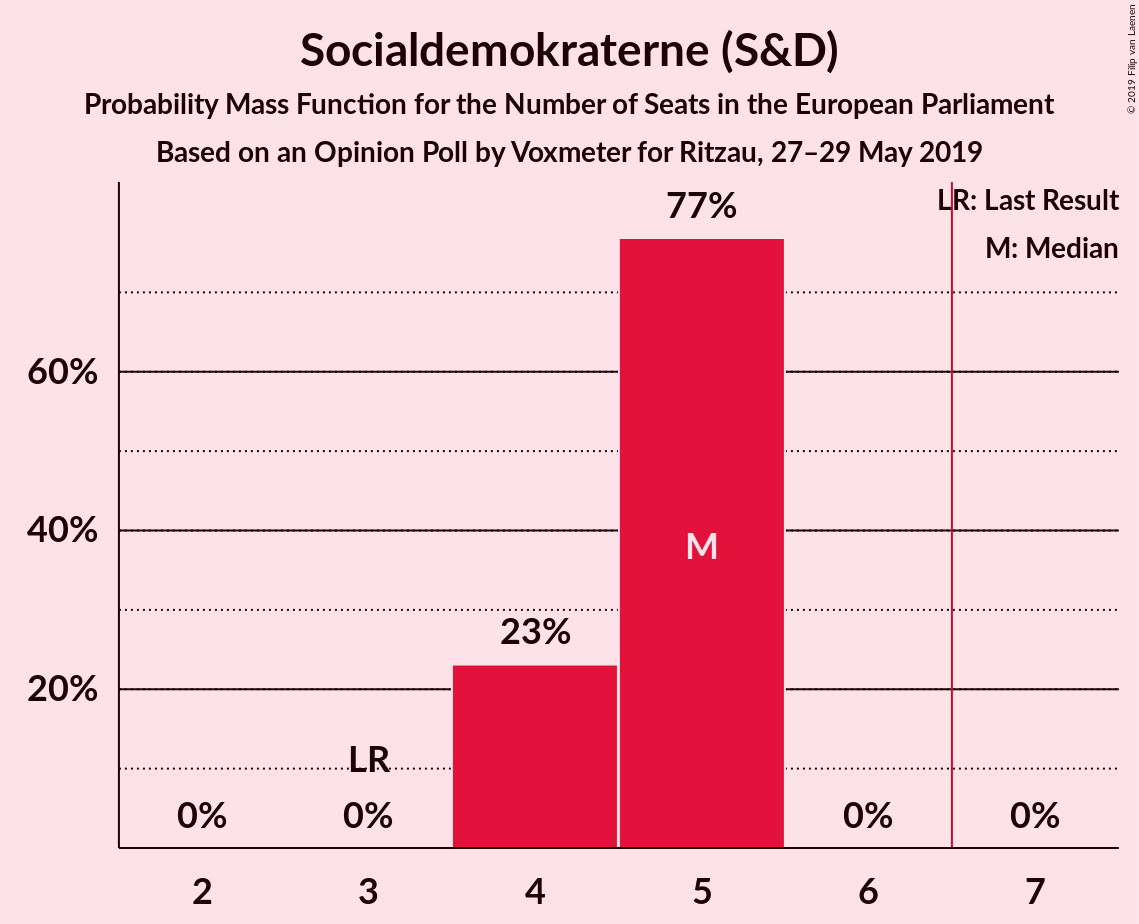 Socialdemokraterne (S&D)
Probability Mass Function for the Number of Seats in the European Parliament
Based on an Opinion Poll by Voxmeter for Ritzau, 27–29 May 2019
© 2019 Filip van Laenen
LR: Last Result
M: Median
77%
60%
40%
M
23%
20%
LR
0%
0%
0%
0%
2
3
4
5
6
7